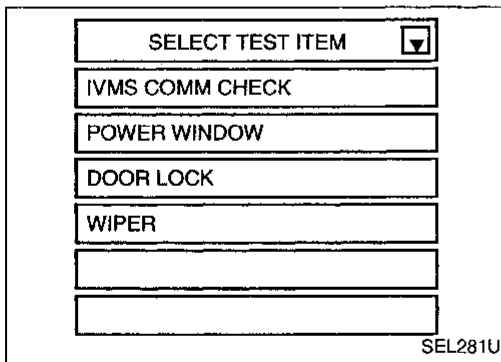 SELECT TEST ITEM
IVMS COMM CHECK
POWER WINDOW
DOOR LOCK
WIPER
SEL281U